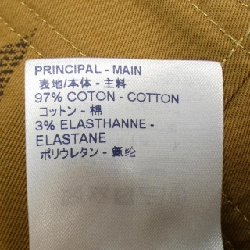 PRINCIPAL - MAIN
表地/本体 - 主料
97% COTON - COTTON
コットン - 棉
3% ELASTHANNE -
ELASTANE
ポリウレタン - 氨纶